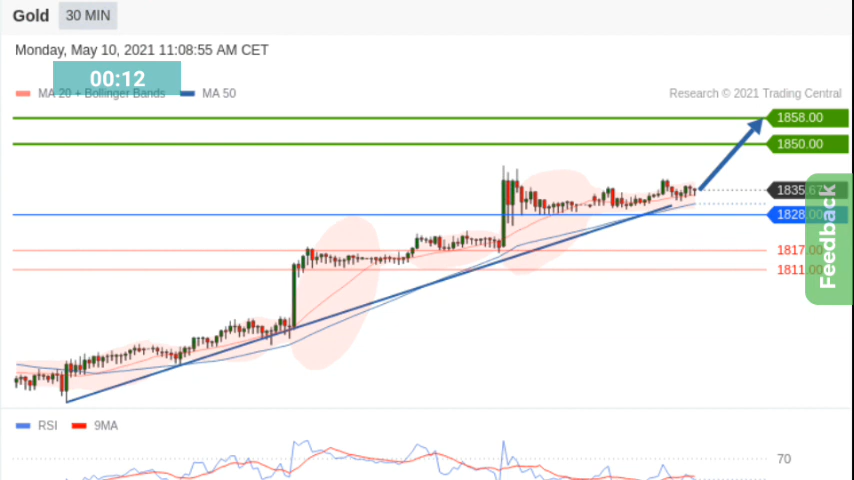 Gold 30 MIN
Monday, May 10, 2021 11:08:55 AM CET
00:12
MA 20 + Bollinger Bands MA 50
Research © 2021 Trading Central
1858.00
1850.00
1835.67
1828.00
1817.00
1811.00
Feedback
RSI 9MA
70